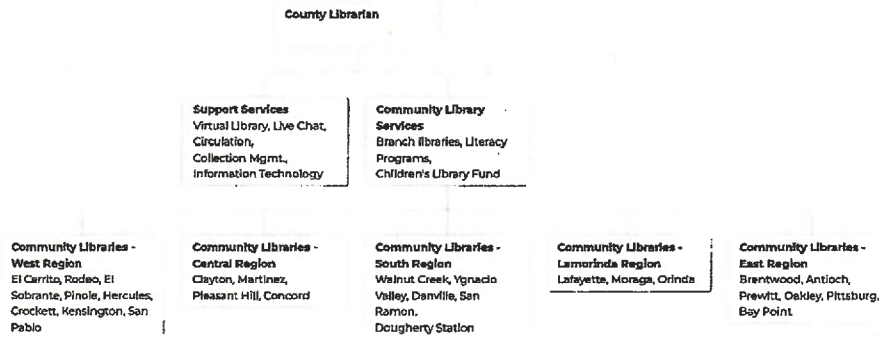 County Librarian
Support Services
Virtual Library, Live Chat,
Circulation,
Collection Mgmt.,
Information Technology
Community Library
Services
Branch libraries, Literacy
Programs,
Children's Library Fund
Community Libraries -
West Region
El Cerrito, Rodeo, El
Sobrante, Pinole, Hercules,
Crockett, Kensington, San
Pablo
Community Libraries -
Central Region
Clayton, Martinez,
Pleasant Hill, Concord
Community Libraries -
South Region
Walnut Creek, Ygnacio
Valley, Danville, San
Ramon,
Dougherty Station
Community Libraries -
Lamorinda Region
Lafayette, Moraga, Orinda
Community Libraries -
East Region
Brentwood, Antioch,
Prewitt, Oakley, Pittsburg,
Bay Point